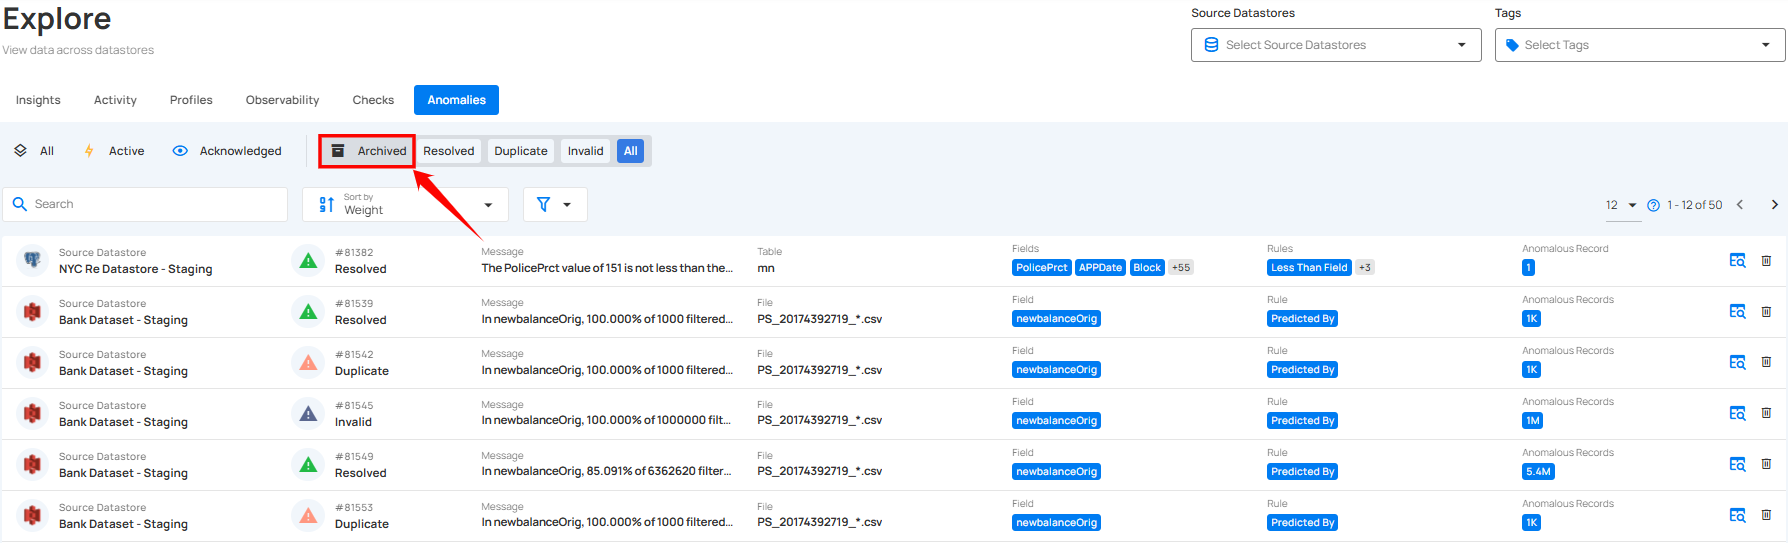 Explore
View data across datastores
Source Datastores
Select Source Datastores
Tags
Select Tags
Insights Activity Profiles Observability Checks Anomalies
All Active Acknowledged Archived Resolved Duplicate Invalid All
Search
Sort by
Weight
12 1 - 12 of 50
Source Datastore #81382 Message Table Fields Rules Anomalous Record
NYC Re Datastore - Staging Resolved The PolicePrct value of 151 is not less than the... mn PolicePrct APPDate Block +55 Less Than Field +3 1
Source Datastore #81539 Message File Field Rule Anomalous Records
Bank Dataset - Staging Resolved In newbalanceOrig, 100.000% of 1000 filtered... PS_20174392719_*.csv newbalanceOrig Predicted By 1K
Source Datastore #81542 Message File Field Rule Anomalous Records
Bank Dataset - Staging Duplicate In newbalanceOrig, 100.000% of 1000 filtered... PS_20174392719_*.csv newbalanceOrig Predicted By 1K
Source Datastore #81545 Message File Field Rule Anomalous Records
Bank Dataset - Staging Invalid In newbalanceOrig, 100.000% of 1000000 filt... PS_20174392719_*.csv newbalanceOrig Predicted By 1M
Source Datastore #81549 Message File Field Rule Anomalous Records
Bank Dataset - Staging Resolved In newbalanceOrig, 85.091% of 6362620 filter... PS_20174392719_*.csv newbalanceOrig Predicted By 5.4M
Source Datastore #81553 Message File Field Rule Anomalous Records
Bank Dataset - Staging Duplicate In newbalanceOrig, 100.000% of 1000 filtered... PS_20174392719_*.csv newbalanceOrig Predicted By 1K